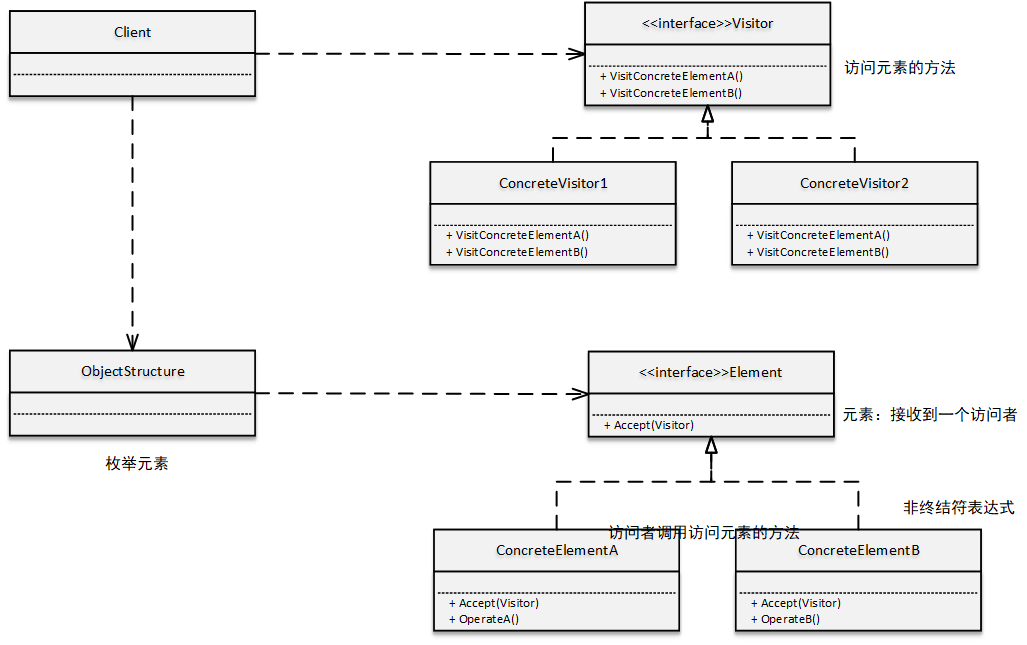 Client
<<interface>>Visitor
+ VisitConcreteElementA()
+ VisitConcreteElementB()
访问元素的方法
ConcreteVisitor1
+ VisitConcreteElementA()
+ VisitConcreteElementB()
ConcreteVisitor2
+ VisitConcreteElementA()
+ VisitConcreteElementB()
ObjectStructure
枚举元素
<<interface>>Element
+ Accept(Visitor)
元素：接收到一个访问者
非终结符表达式
访问者调用访问元素的方法
ConcreteElementA
+ Accept(Visitor)
+ OperateA()
ConcreteElementB
+ Accept(Visitor)
+ OperateB()